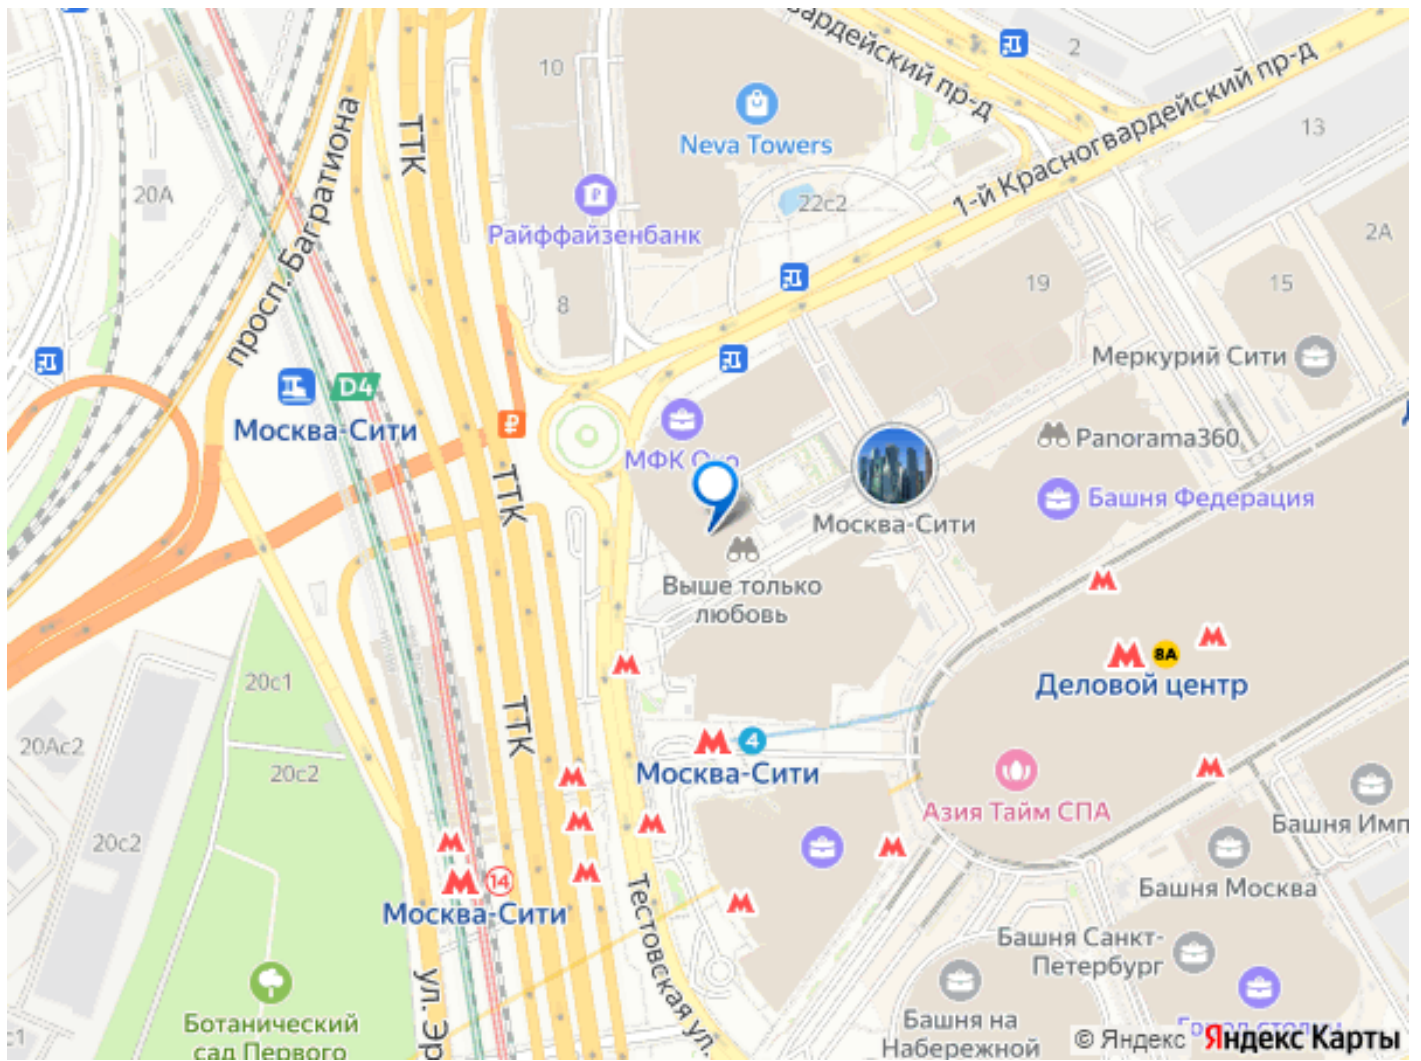 10
2
ТТК
просп. Багратиона
20А
Neva Towers
Райффайзенбанк
8
22с2
1-й Красногвардейский пр-д
13
2А
19
15
Меркурий Сити
D4
Москва-Сити
₽
МФК
Panorama360
Башня Федерация
Москва-Сити
ТТК
Выше только
любовь
8А
Деловой центр
20с1
20Ас2
20с2
ТТК
4
Москва-Сити
Азия Тайм СПА
20с2
Башня Москва
14
Москва-Сити
Тестовская ул.
Башня Санкт-
Петербург
Ботанический
сад Первого
Башня на
Набережной
© Яндекс Яндекс Карты